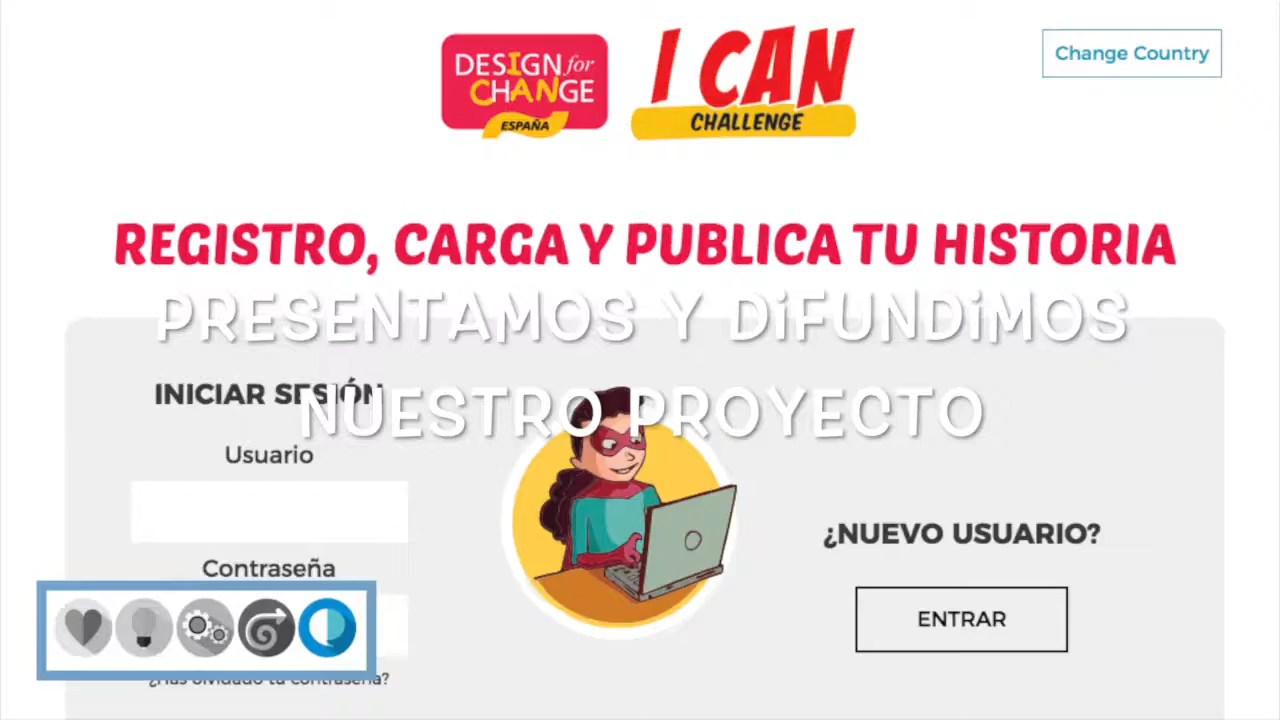 DESIGN for
CHANGE
ESPAÑA
I CAN
CHALLENGE
Change Country
REGISTRO, CARGA Y PUBLICA TU HISTORIA
PRESENTAMOS Y DiFUNDiMOS
NUESTRO PROYECTO
INICIAR SESIÓN
Usuario
Contraseña
¿Has olvidado tu contraseña?
¿NUEVO USUARIO?
ENTRAR